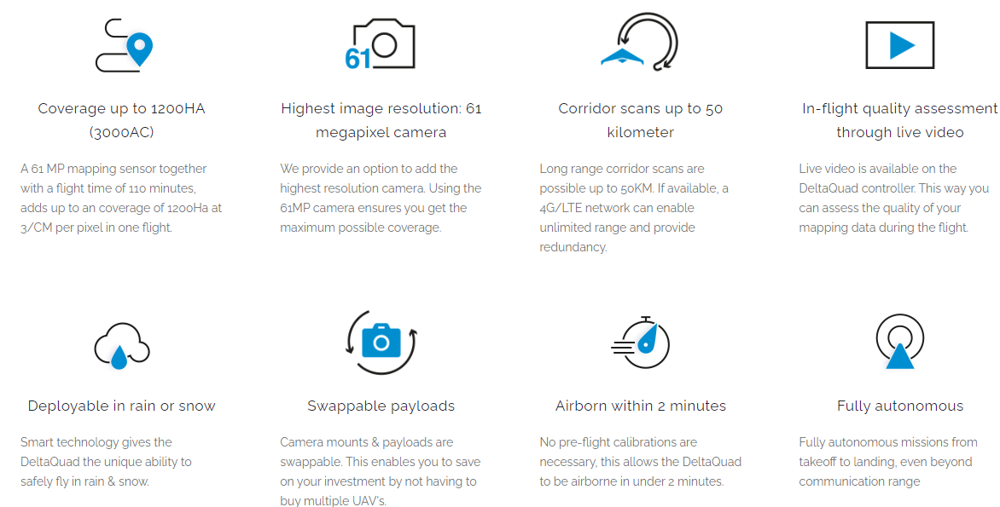 61
Coverage up to 1200HA
(3000AC)
A 61 MP mapping sensor together
with a flight time of 110 minutes,
adds up to an coverage of 1200Ha at
3/CM per pixel in one flight.
Highest image resolution: 61
megapixel camera
We provide an option to add the
highest resolution camera. Using the
61MP camera ensures you get the
maximum possible coverage.
Corridor scans up to 50
kilometer
Long range corridor scans are
possible up to 50KM. If available, a
4G/LTE network can enable
unlimited range and provide
redundancy.
In-flight quality assessment
through live video
Live video is available on the
DeltaQuad controller. This way you
can assess the quality of your
mapping data during the flight.
Deployable in rain or snow
Smart technology gives the
DeltaQuad the unique ability to
safely fly in rain & snow.
Swappable payloads
Camera mounts & payloads are
swappable. This enables you to save
on your investment by not having to
buy multiple UAV's.
Airborn within 2 minutes
No pre-flight calibrations are
necessary, this allows the DeltaQuad
to be airborne in under 2 minutes.
Fully autonomous
Fully autonomous missions from
takeoff to landing, even beyond
communication range